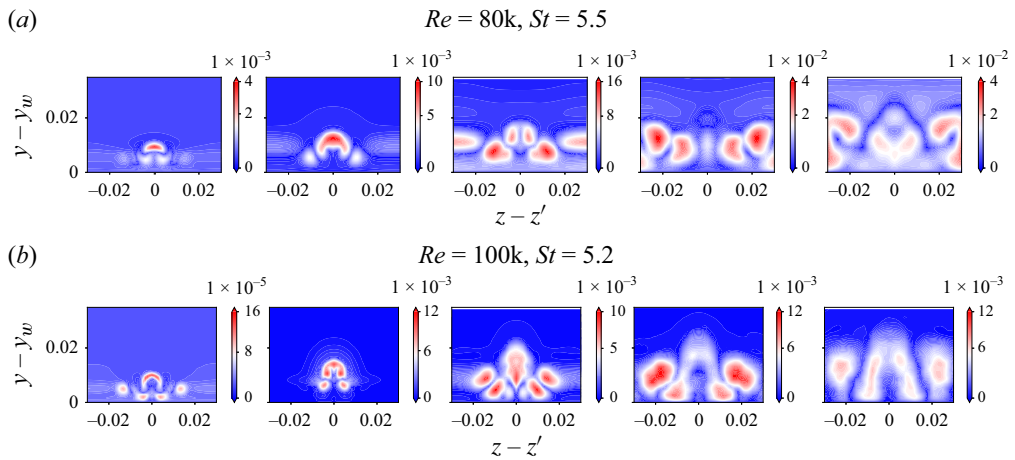 (a) Re = 80k, St = 5.5
1 × 10⁻³ 1 × 10⁻³ 1 × 10⁻³ 1 × 10⁻² 1 × 10⁻²
4 10 16 4 4
0.02 2 5 8 2 2
y − y_w
0 0 0 0 0 0
−0.02 0 0.02 −0.02 0 0.02 −0.02 0 0.02 −0.02 0 0.02 −0.02 0 0.02
z − z′
(b) Re = 100k, St = 5.2
1 × 10⁻⁵ 1 × 10⁻³ 1 × 10⁻³ 1 × 10⁻³ 1 × 10⁻³
16 12 10 12 12
0.02 8 6 5 6 6
y − y_w
0 0 0 0 0 0
−0.02 0 0.02 −0.02 0 0.02 −0.02 0 0.02 −0.02 0 0.02 −0.02 0 0.02
z − z′